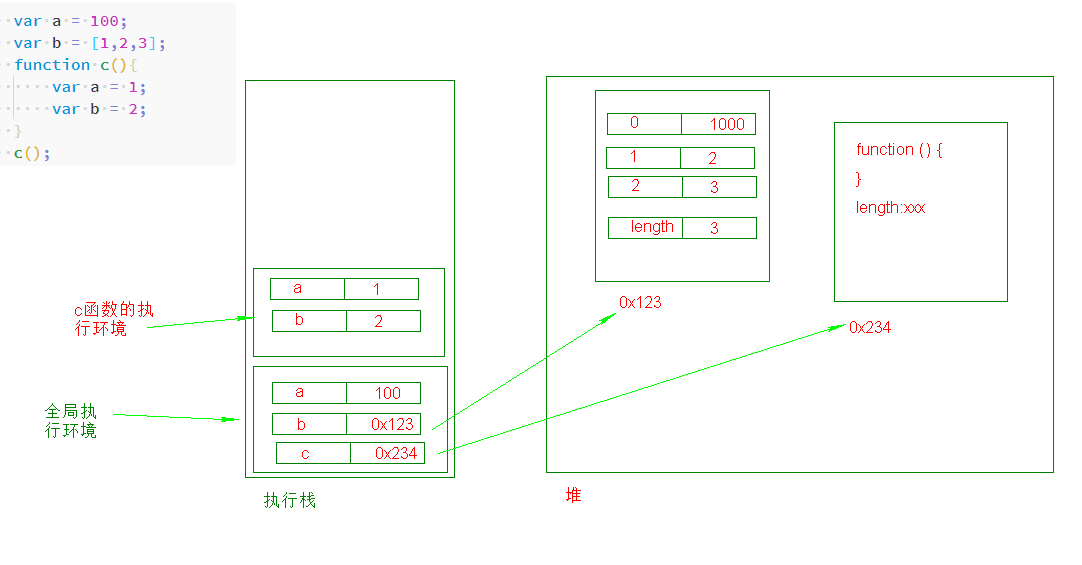 var a = 100;
var b = [1,2,3];
function c(){
var a = 1;
var b = 2;
}
c();
c函数的执
行环境
全局执
行环境
a 1
b 2
a 100
b 0x123
c 0x234
执行栈
0 1000
1 2
2 3
length 3
0x123
function () {
}
length:xxx
0x234
堆